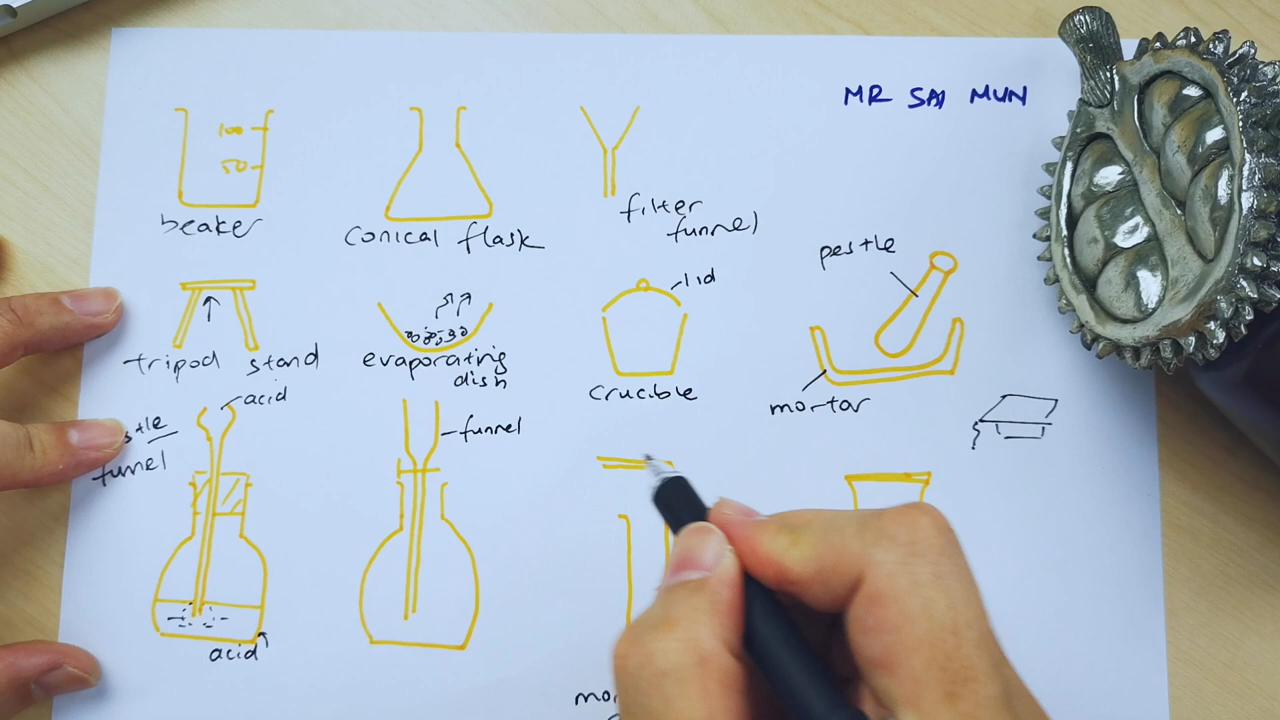 MR SAI MUN
100
50
beaker
conical flask
filter
funnel
pestle
lid
tripod stand
evaporating
dish
crucible
mortar
acid
funnel
funnel
acid